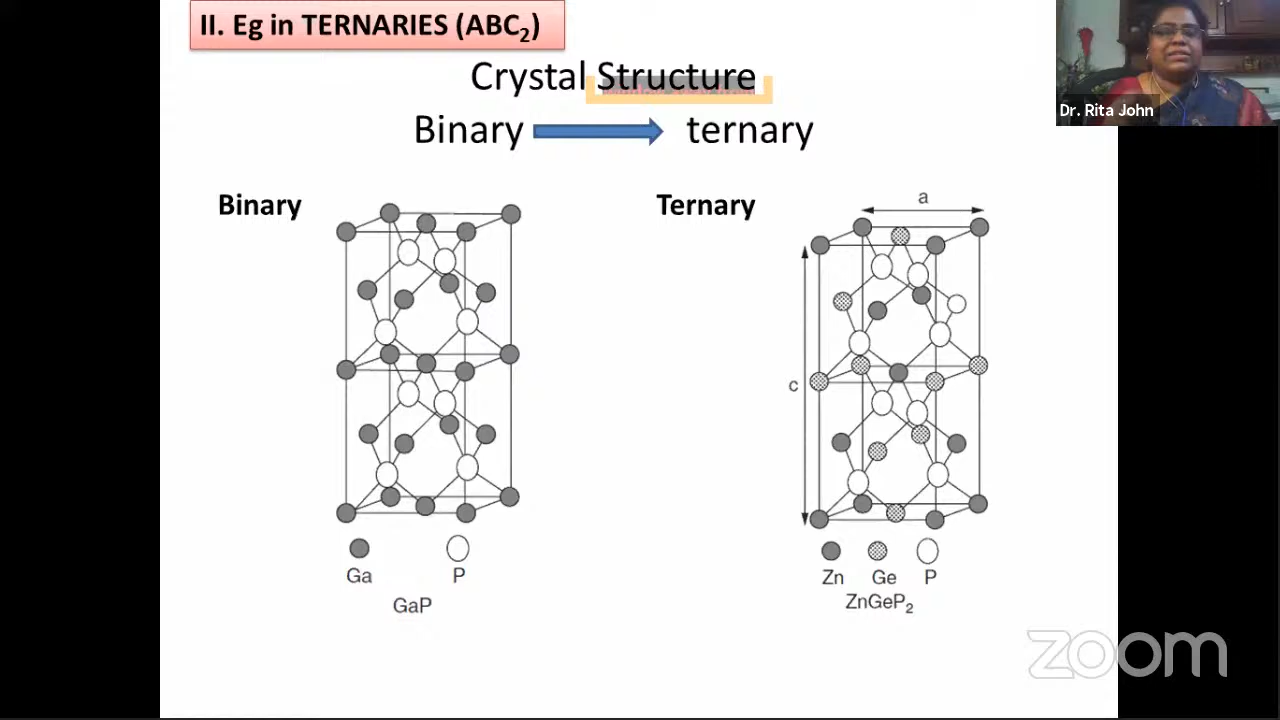 II. Eg in TERNARIES (ABC₂)
Crystal Structure
Binary ternary
Dr. Rita John
Binary
Ternary
a
c
Ga P
GaP
Zn Ge P
ZnGeP₂
zoom